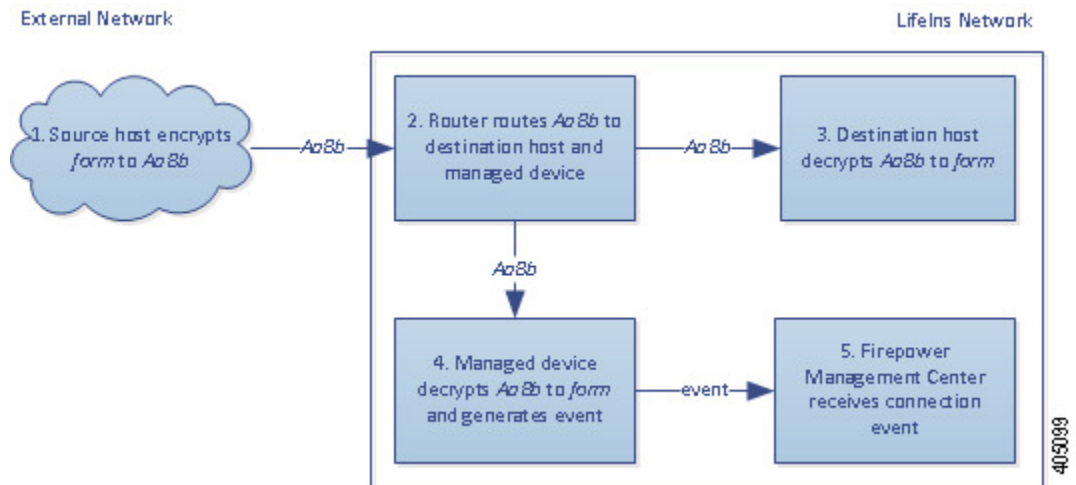 External Network
LifeIns Network
1. Source host encrypts
form to Aa8b
Aa8b
2. Router routes Aa8b to
destination host and
managed device
Aa8b
3. Destination host
decrypts Aa8b to form
Aa8b
4. Managed device
decrypts Aa8b to form
and generates event
event
5. Firepower
Management Center
receives connection
event
405099